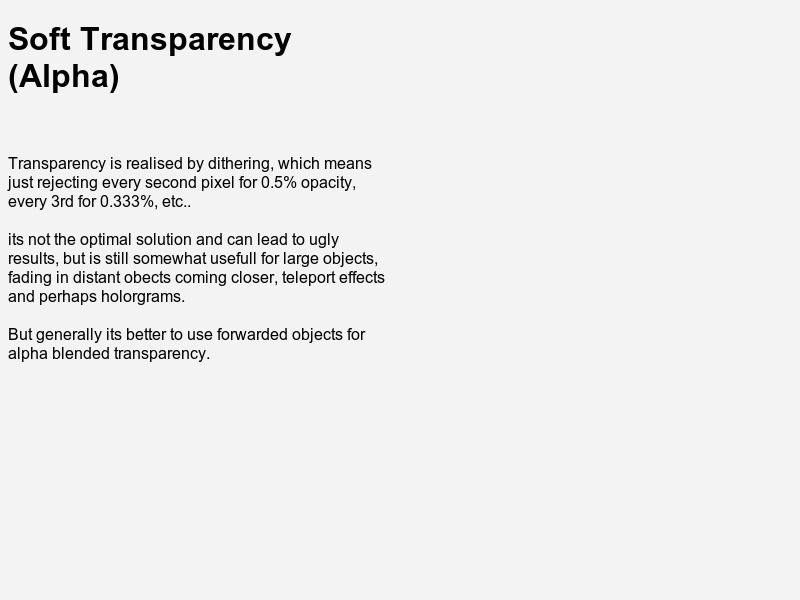 Soft Transparency
(Alpha)
Transparency is realised by dithering, which means
just rejecting every second pixel for 0.5% opacity,
every 3rd for 0.333%, etc..
its not the optimal solution and can lead to ugly
results, but is still somewhat usefull for large objects,
fading in distant obects coming closer, teleport effects
and perhaps holorgrams.
But generally its better to use forwarded objects for
alpha blended transparency.